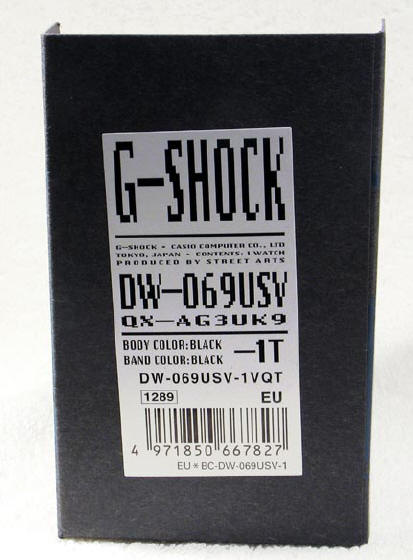 G-SHOCK
G-SHOCK - CASIO COMPUTER CO., LTD
TOKYO, JAPAN - CONTENTS: 1 WATCH
PRODUCED BY STREET ARTS
DW-069USV
QX-AG3UK9
BODY COLOR:BLACK
BAND COLOR:BLACK -1T
DW-069USV-1VQT
1289 EU
4 971850 667827
EU * BC-DW-069USV-1